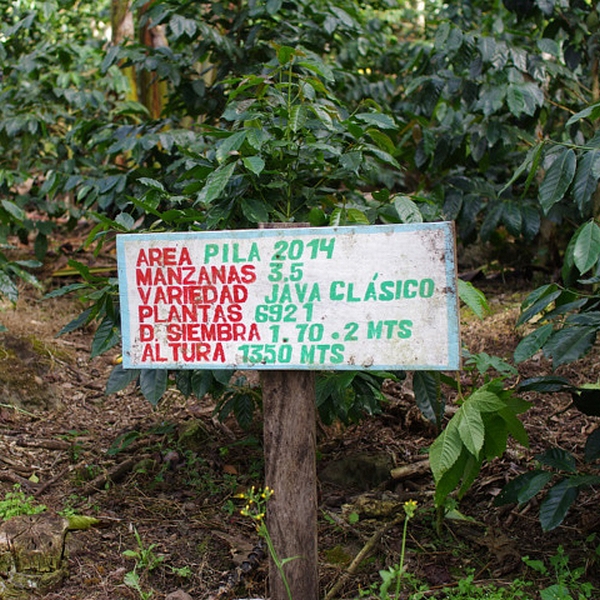 AREA PILA 2014
MANZANAS 3.5
VARIEDAD JAVA CLÁSICO
PLANTAS 6921
D. SIEMBRA 1.70 .2 MTS
ALTURA 1350 MTS